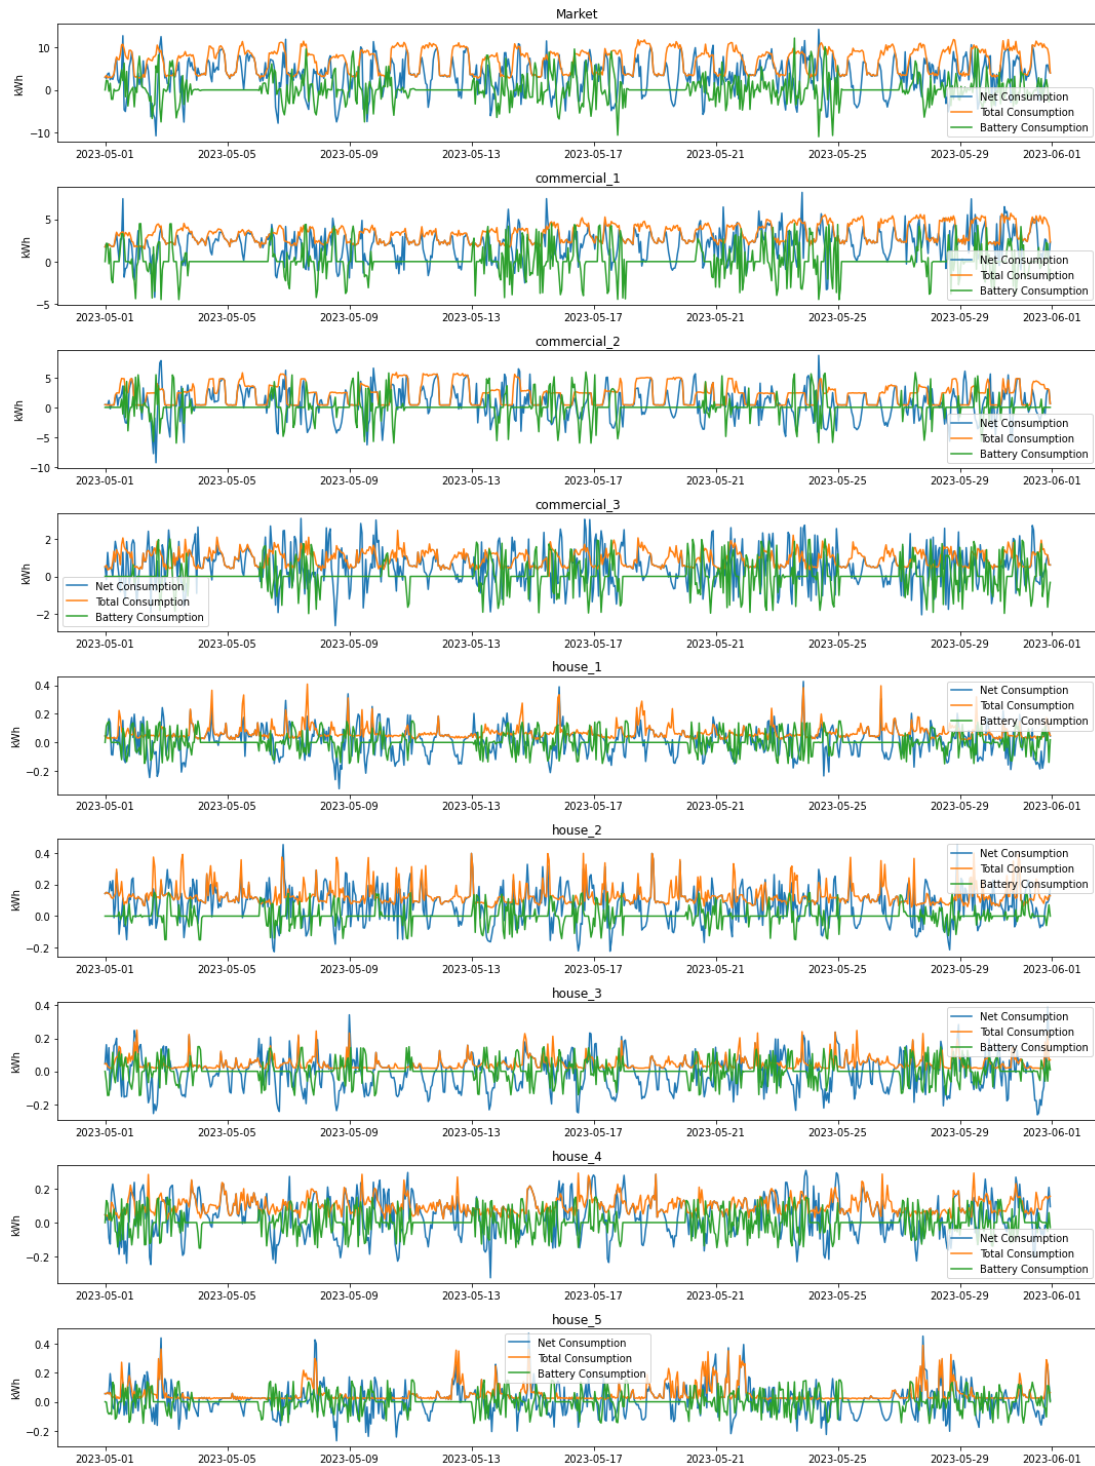 Market
kWh
10
0
−10
Net Consumption
Total Consumption
Battery Consumption
2023-05-01 2023-05-05 2023-05-09 2023-05-13 2023-05-17 2023-05-21 2023-05-25 2023-05-29 2023-06-01
commercial_1
kWh
5
0
−5
Net Consumption
Total Consumption
Battery Consumption
2023-05-01 2023-05-05 2023-05-09 2023-05-13 2023-05-17 2023-05-21 2023-05-25 2023-05-29 2023-06-01
commercial_2
kWh
5
0
−5
−10
Net Consumption
Total Consumption
Battery Consumption
2023-05-01 2023-05-05 2023-05-09 2023-05-13 2023-05-17 2023-05-21 2023-05-25 2023-05-29 2023-06-01
commercial_3
kWh
2
0
−2
Net Consumption
Total Consumption
Battery Consumption
2023-05-01 2023-05-05 2023-05-09 2023-05-13 2023-05-17 2023-05-21 2023-05-25 2023-05-29 2023-06-01
house_1
kWh
0.4
0.2
0.0
−0.2
Net Consumption
Total Consumption
Battery Consumption
2023-05-01 2023-05-05 2023-05-09 2023-05-13 2023-05-17 2023-05-21 2023-05-25 2023-05-29 2023-06-01
house_2
kWh
0.4
0.2
0.0
−0.2
Net Consumption
Total Consumption
Battery Consumption
2023-05-01 2023-05-05 2023-05-09 2023-05-13 2023-05-17 2023-05-21 2023-05-25 2023-05-29 2023-06-01
house_3
kWh
0.4
0.2
0.0
−0.2
Net Consumption
Total Consumption
Battery Consumption
2023-05-01 2023-05-05 2023-05-09 2023-05-13 2023-05-17 2023-05-21 2023-05-25 2023-05-29 2023-06-01
house_4
kWh
0.2
0.0
−0.2
Net Consumption
Total Consumption
Battery Consumption
2023-05-01 2023-05-05 2023-05-09 2023-05-13 2023-05-17 2023-05-21 2023-05-25 2023-05-29 2023-06-01
house_5
kWh
0.4
0.2
0.0
−0.2
Net Consumption
Total Consumption
Battery Consumption
2023-05-01 2023-05-05 2023-05-09 2023-05-13 2023-05-17 2023-05-21 2023-05-25 2023-05-29 2023-06-01